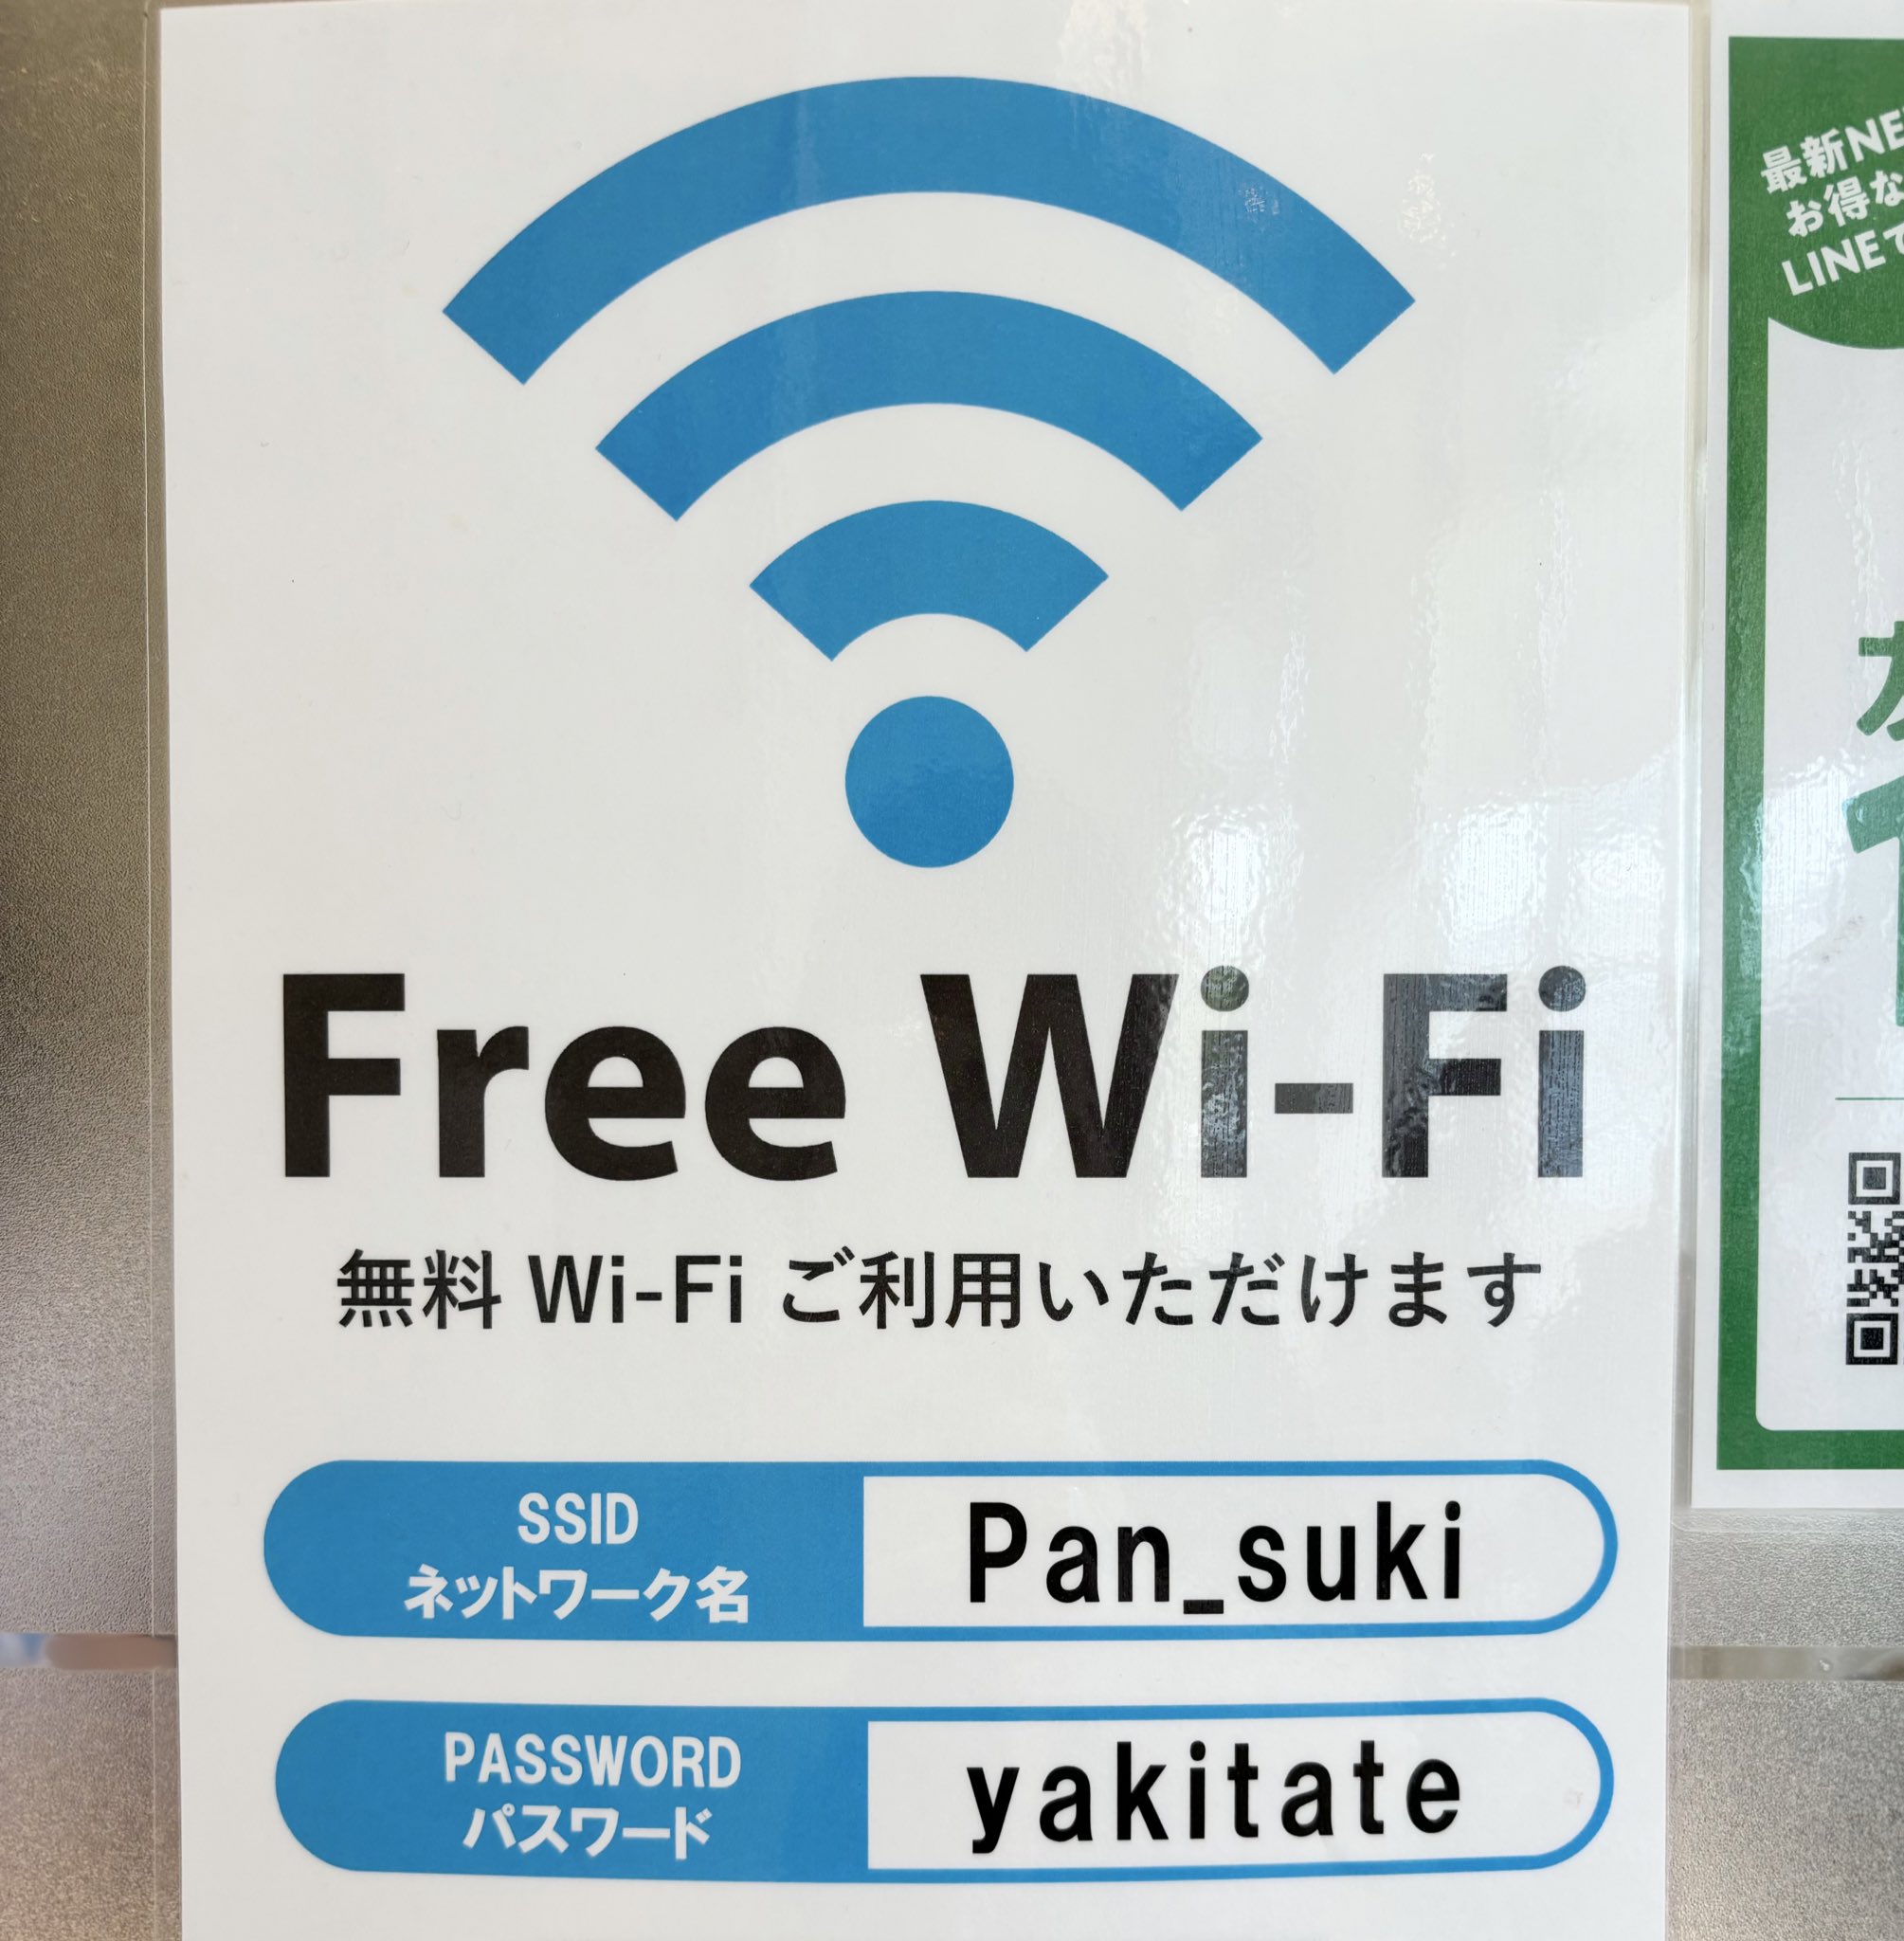 Free Wi-Fi
無料 Wi-Fi ご利用いただけます
SSID
ネットワーク名
Pan_suki
PASSWORD
パスワード
yakitate
最新NE
お得な
LINEで